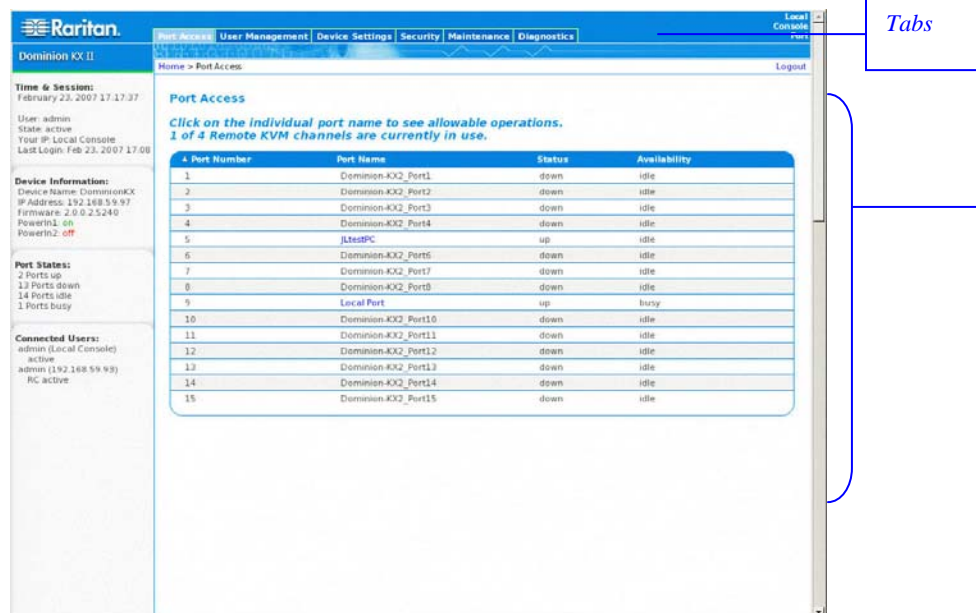 Raritan.
Dominion KX II
Local
Console
Port
Port Access User Management Device Settings Security Maintenance Diagnostics
Home > Port Access Logout
Tabs
Time & Session:
February 23, 2007 17:17:37
User: admin
State: active
Your IP: Local Console
Last Login: Feb 23, 2007 17:08
Device Information:
Device Name: DominionKX
IP Address: 192.168.59.97
Firmware: 2.0.0.2.5240
PowerIn1: on
PowerIn2: off
Port States:
2 Ports up
13 Ports down
14 Ports idle
1 Ports busy
Connected Users:
admin (Local Console)
active
admin (192.168.59.93)
RC active
Port Access
Click on the individual port name to see allowable operations.
1 of 4 Remote KVM channels are currently in use.
▲ Port Number Port Name Status Availability
1 Dominion-KX2_Port1 down idle
2 Dominion-KX2_Port2 down idle
3 Dominion-KX2_Port3 down idle
4 Dominion-KX2_Port4 down idle
5 JLtestPC up idle
6 Dominion-KX2_Port6 down idle
7 Dominion-KX2_Port7 down idle
8 Dominion-KX2_Port8 down idle
9 Local Port up busy
10 Dominion-KX2_Port10 down idle
11 Dominion-KX2_Port11 down idle
12 Dominion-KX2_Port12 down idle
13 Dominion-KX2_Port13 down idle
14 Dominion-KX2_Port14 down idle
15 Dominion-KX2_Port15 down idle